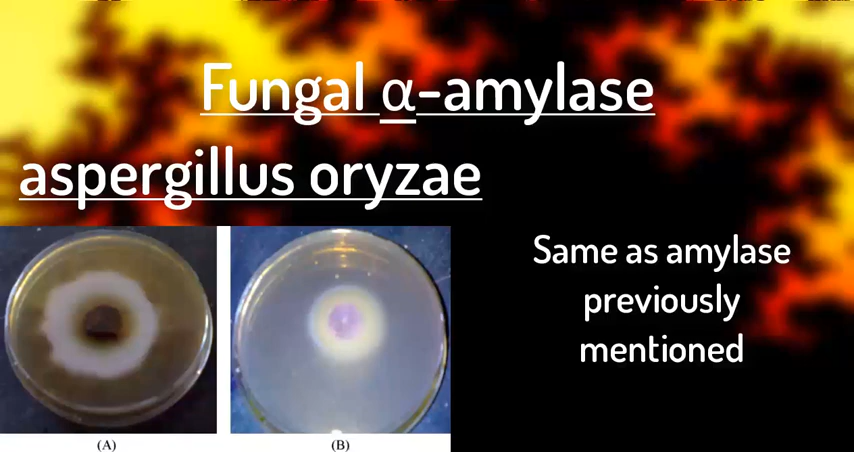 Fungal α-amylase
aspergillus oryzae
Same as amylase
previously
mentioned
(A)
(B)